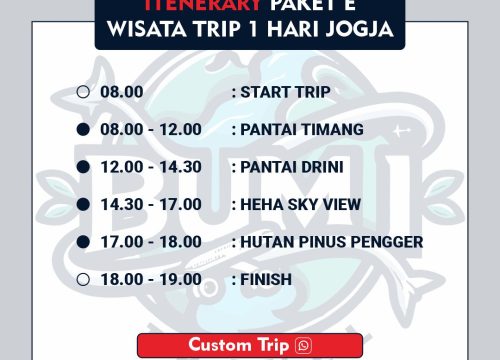 ITENERARY PAKET E
WISATA TRIP 1 HARI JOGJA
08.00 : START TRIP
08.00 - 12.00 : PANTAI TIMANG
12.00 - 14.30 : PANTAI DRINI
14.30 - 17.00 : HEHA SKY VIEW
17.00 - 18.00 : HUTAN PINUS PENGGER
18.00 - 19.00 : FINISH
BUMI
Custom Trip